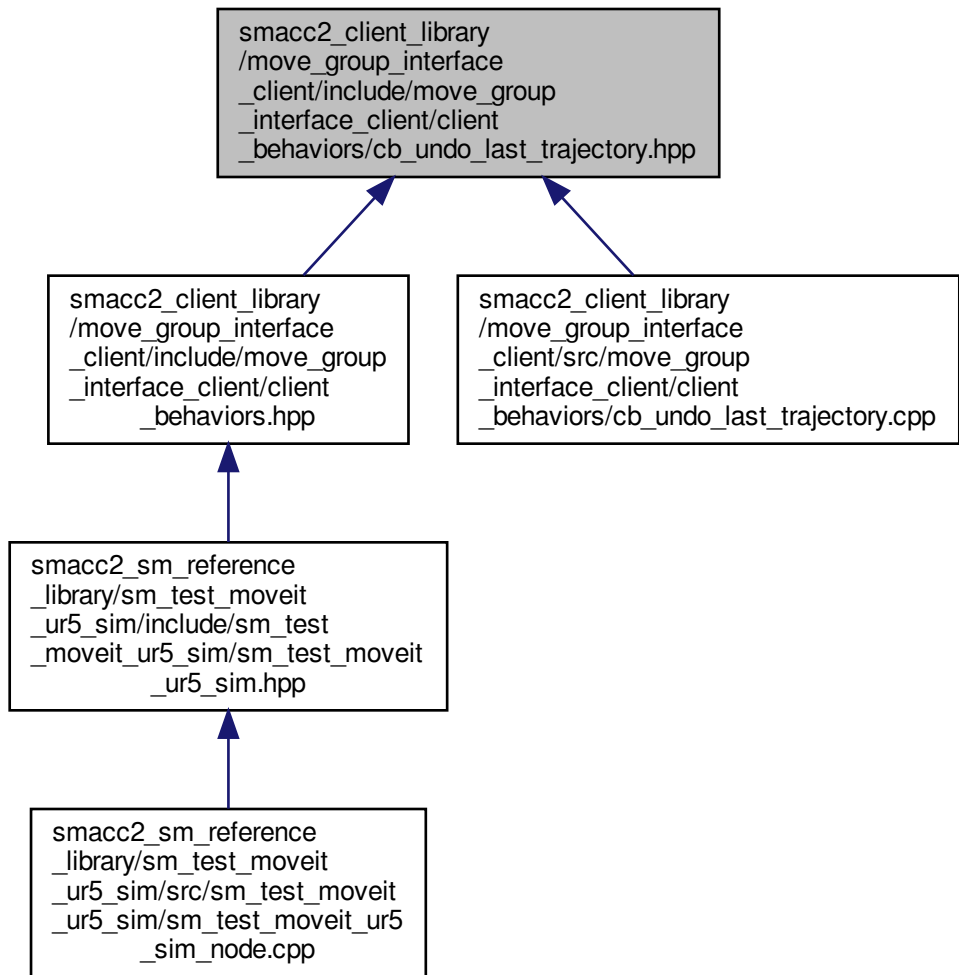 smacc2_client_library
/move_group_interface
_client/include/move_group
_interface_client/client
_behaviors/cb_undo_last_trajectory.hpp
smacc2_client_library
/move_group_interface
_client/include/move_group
_interface_client/client
_behaviors.hpp
smacc2_client_library
/move_group_interface
_client/src/move_group
_interface_client/client
_behaviors/cb_undo_last_trajectory.cpp
smacc2_sm_reference
_library/sm_test_moveit
_ur5_sim/include/sm_test
_moveit_ur5_sim/sm_test_moveit
_ur5_sim.hpp
smacc2_sm_reference
_library/sm_test_moveit
_ur5_sim/src/sm_test_moveit
_ur5_sim/sm_test_moveit_ur5
_sim_node.cpp